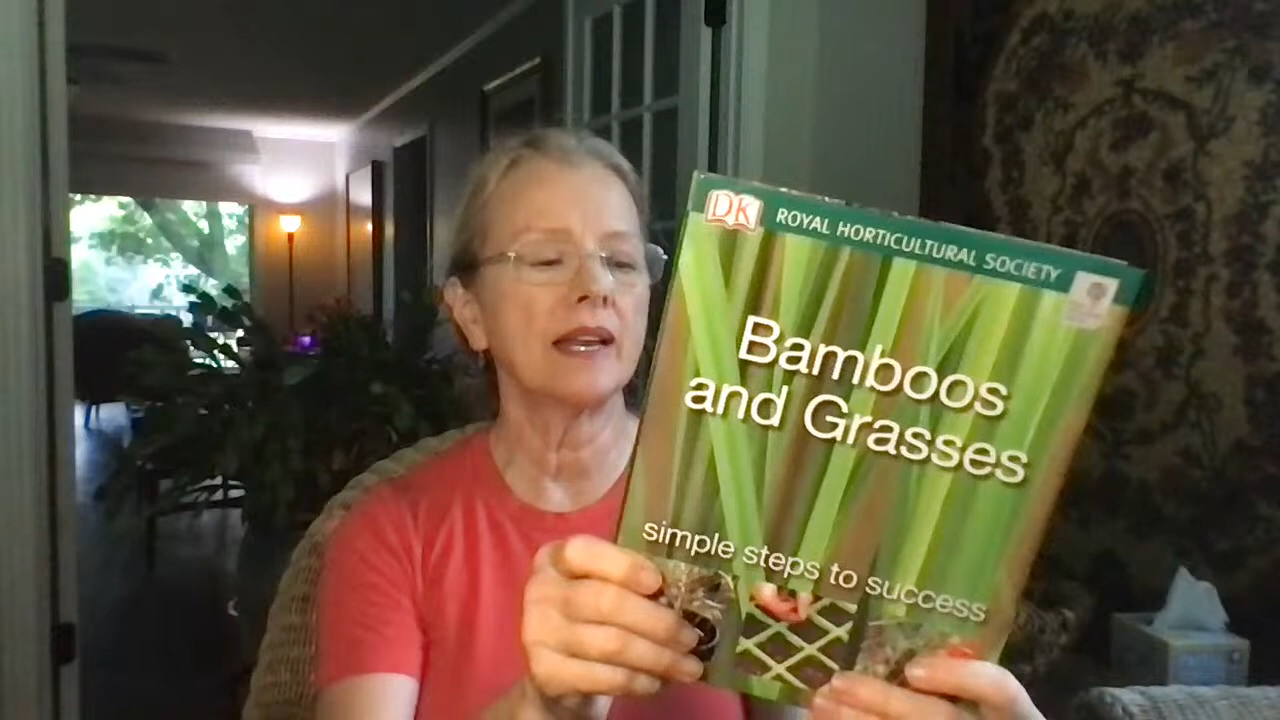 DK ROYAL HORTICULTURAL SOCIETY
Bamboos
and Grasses
simple steps to success